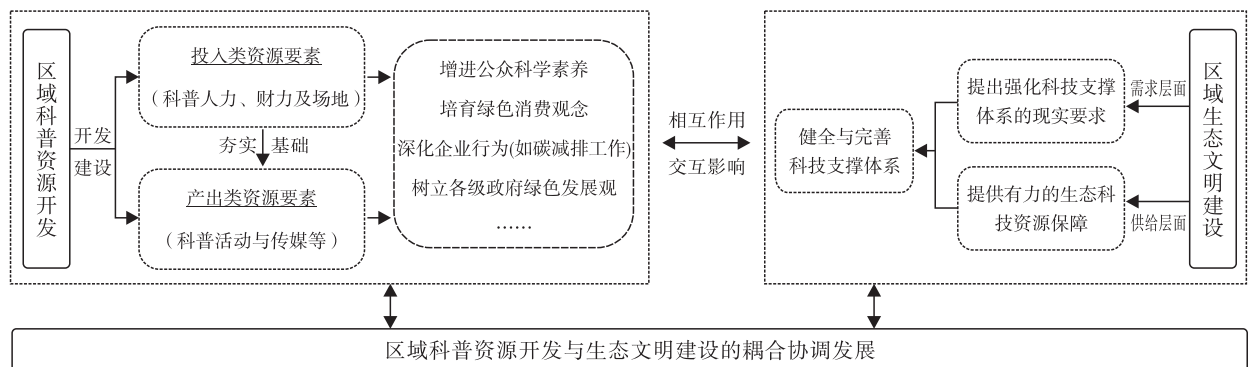 区域科普资源开发
开发
建设
投入类资源要素
(科普人力、财力及场地)
夯实 基础
产出类资源要素
(科普活动与传媒等)
增进公众科学素养
培育绿色消费观念
深化企业行为(如碳减排工作)
树立各级政府绿色发展观
……
相互作用
交互影响
健全与完善
科技支撑体系
提出强化科技支撑
体系的现实要求
提供有力的生态科
技资源保障
需求层面
供给层面
区域生态文明建设
区域科普资源开发与生态文明建设的耦合协调发展